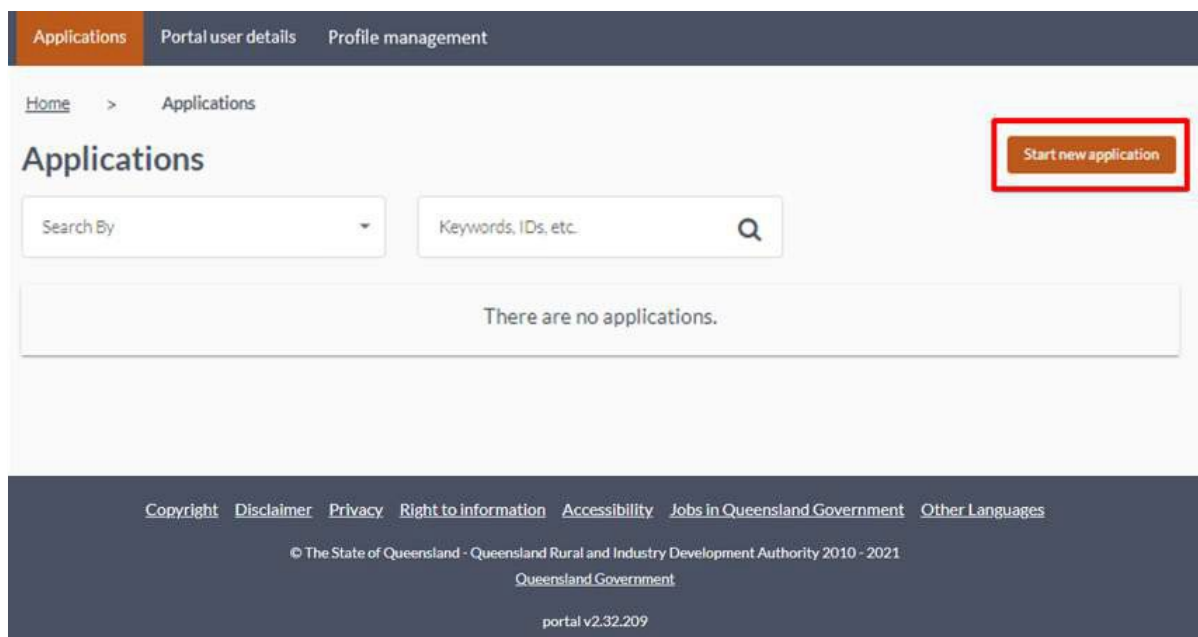 Applications Portal user details Profile management
Home > Applications
Applications
Start new application
Search By
Keywords, IDs, etc.
There are no applications.
Copyright Disclaimer Privacy Right to information Accessibility Jobs in Queensland Government Other Languages
© The State of Queensland - Queensland Rural and Industry Development Authority 2010 - 2021
Queensland Government
portal v2.32.209